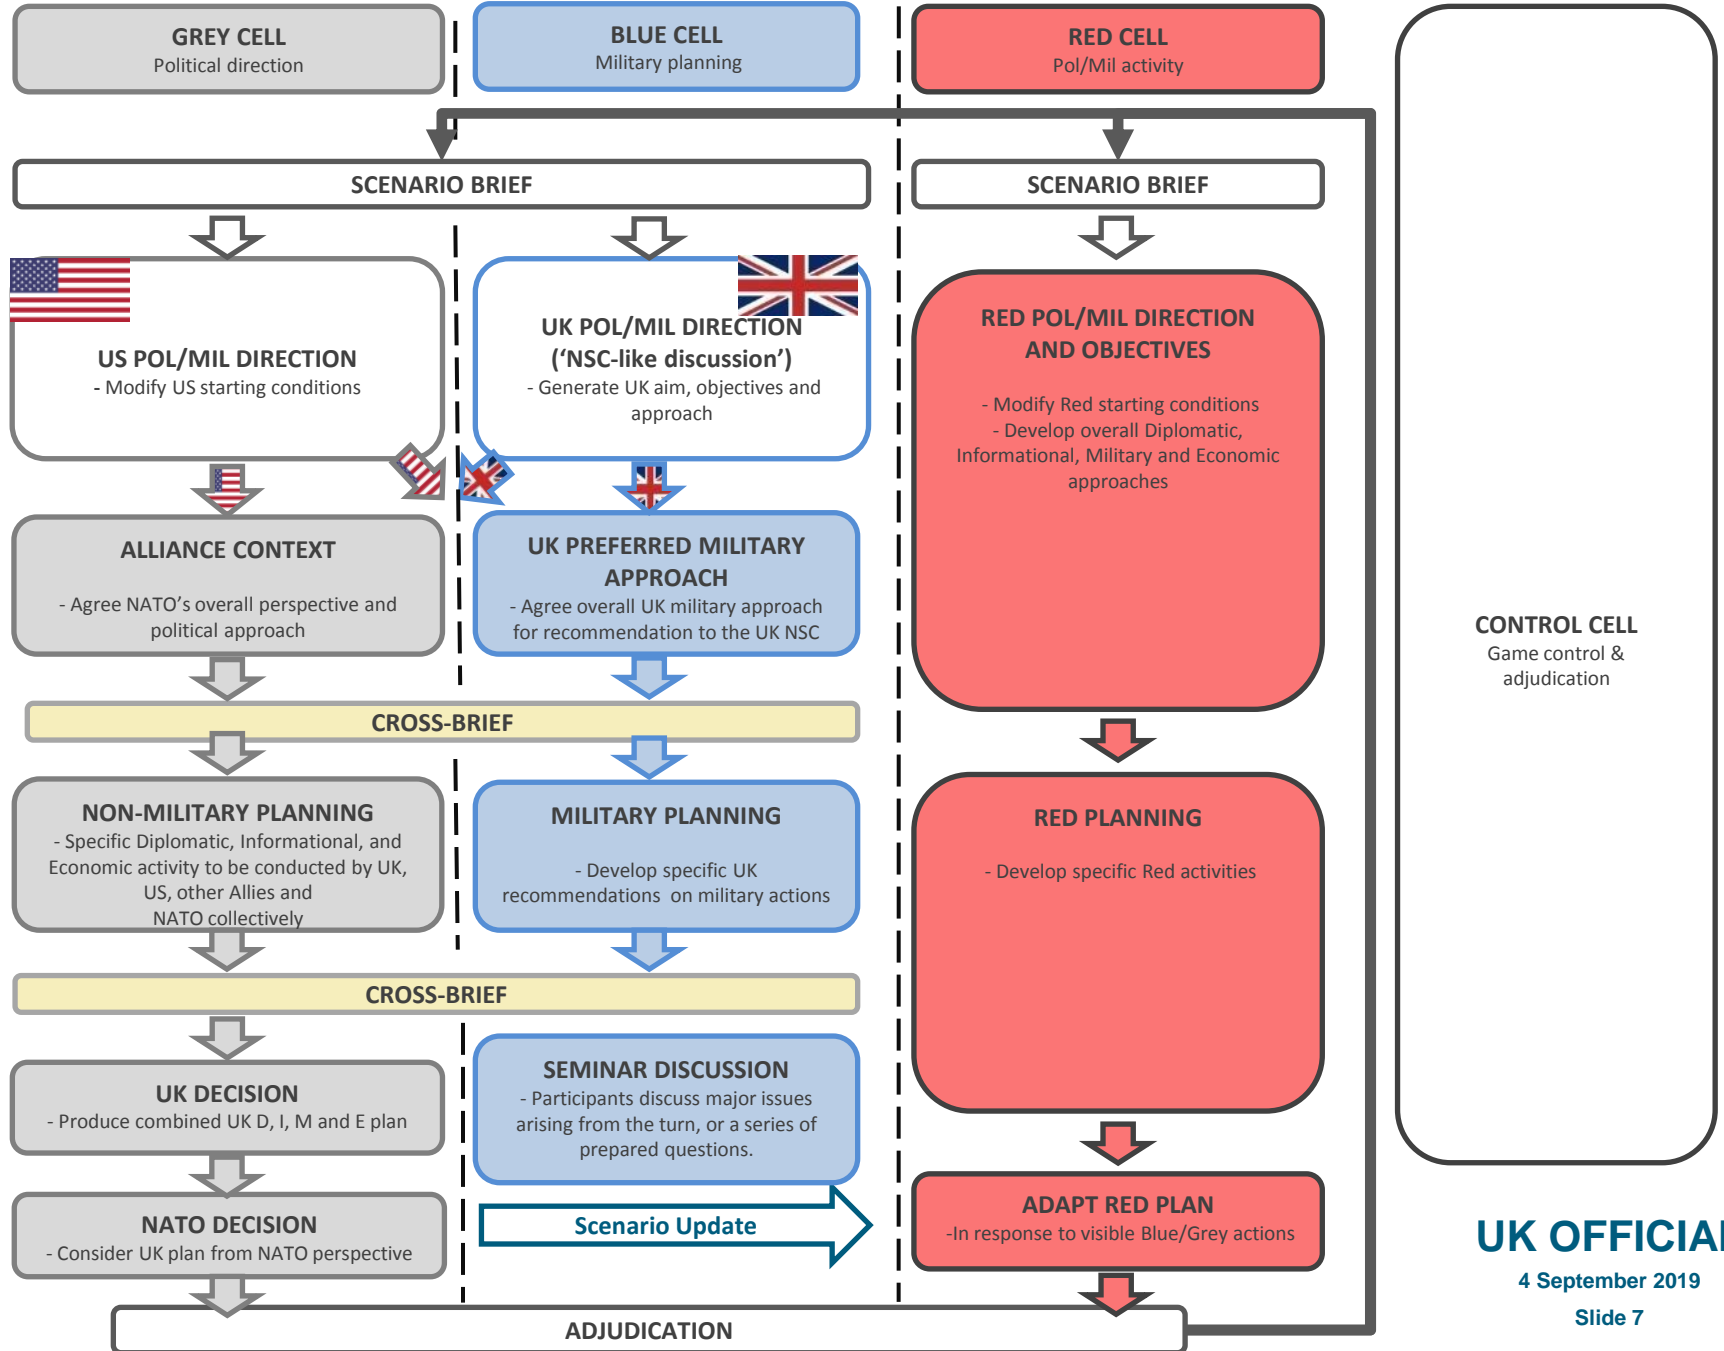 GREY CELL
Political direction
BLUE CELL
Military planning
RED CELL
Pol/Mil activity
SCENARIO BRIEF
SCENARIO BRIEF
US POL/MIL DIRECTION
- Modify US starting conditions
UK POL/MIL DIRECTION
(‘NSC-like discussion’)
- Generate UK aim, objectives and
approach
RED POL/MIL DIRECTION
AND OBJECTIVES
- Modify Red starting conditions
- Develop overall Diplomatic,
Informational, Military and Economic
approaches
ALLIANCE CONTEXT
- Agree NATO’s overall perspective and
political approach
UK PREFERRED MILITARY
APPROACH
- Agree overall UK military approach
for recommendation to the UK NSC
CONTROL CELL
Game control &
adjudication
CROSS-BRIEF
NON-MILITARY PLANNING
- Specific Diplomatic, Informational, and
Economic activity to be conducted by UK,
US, other Allies and
NATO collectively
MILITARY PLANNING
- Develop specific UK
recommendations on military actions
RED PLANNING
- Develop specific Red activities
CROSS-BRIEF
UK DECISION
- Produce combined UK D, I, M and E plan
SEMINAR DISCUSSION
- Participants discuss major issues
arising from the turn, or a series of
prepared questions.
NATO DECISION
- Consider UK plan from NATO perspective
Scenario Update
ADAPT RED PLAN
-In response to visible Blue/Grey actions
ADJUDICATION
UK OFFICIAL
4 September 2019
Slide 7